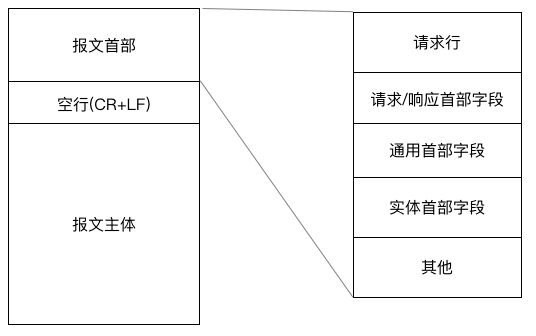 报文首部
空行(CR+LF)
报文主体
请求行
请求/响应首部字段
通用首部字段
实体首部字段
其他